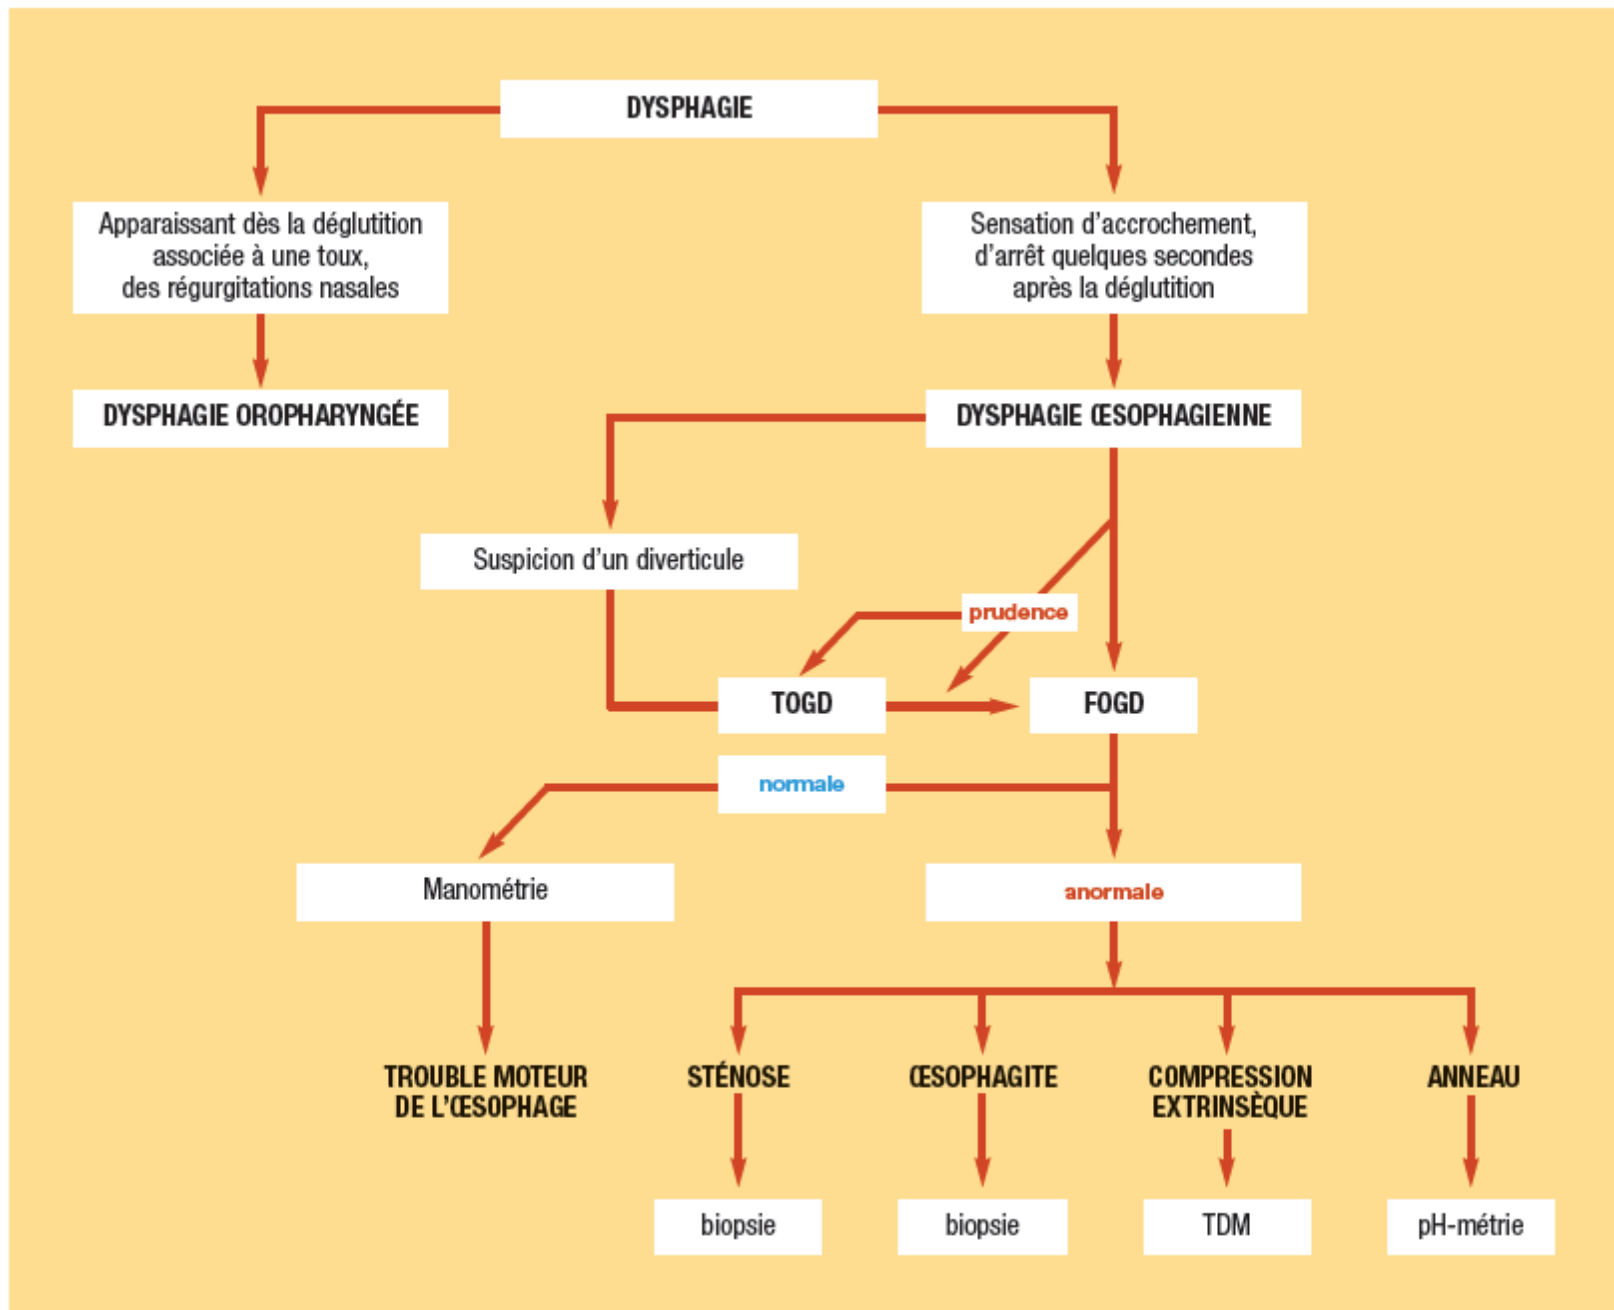 DYSPHAGIE
Apparaissant dès la déglutition
associée à une toux,
des régurgitations nasales
Sensation d’accrochement,
d’arrêt quelques secondes
après la déglutition
DYSPHAGIE OROPHARYNGÉE
DYSPHAGIE ŒSOPHAGIENNE
Suspicion d’un diverticule
prudence
TOGD
FOGD
normale
Manométrie
anormale
TROUBLE MOTEUR
DE L’ŒSOPHAGE
STÉNOSE
ŒSOPHAGITE
COMPRESSION
EXTRINSÈQUE
ANNEAU
biopsie
biopsie
TDM
pH-métrie